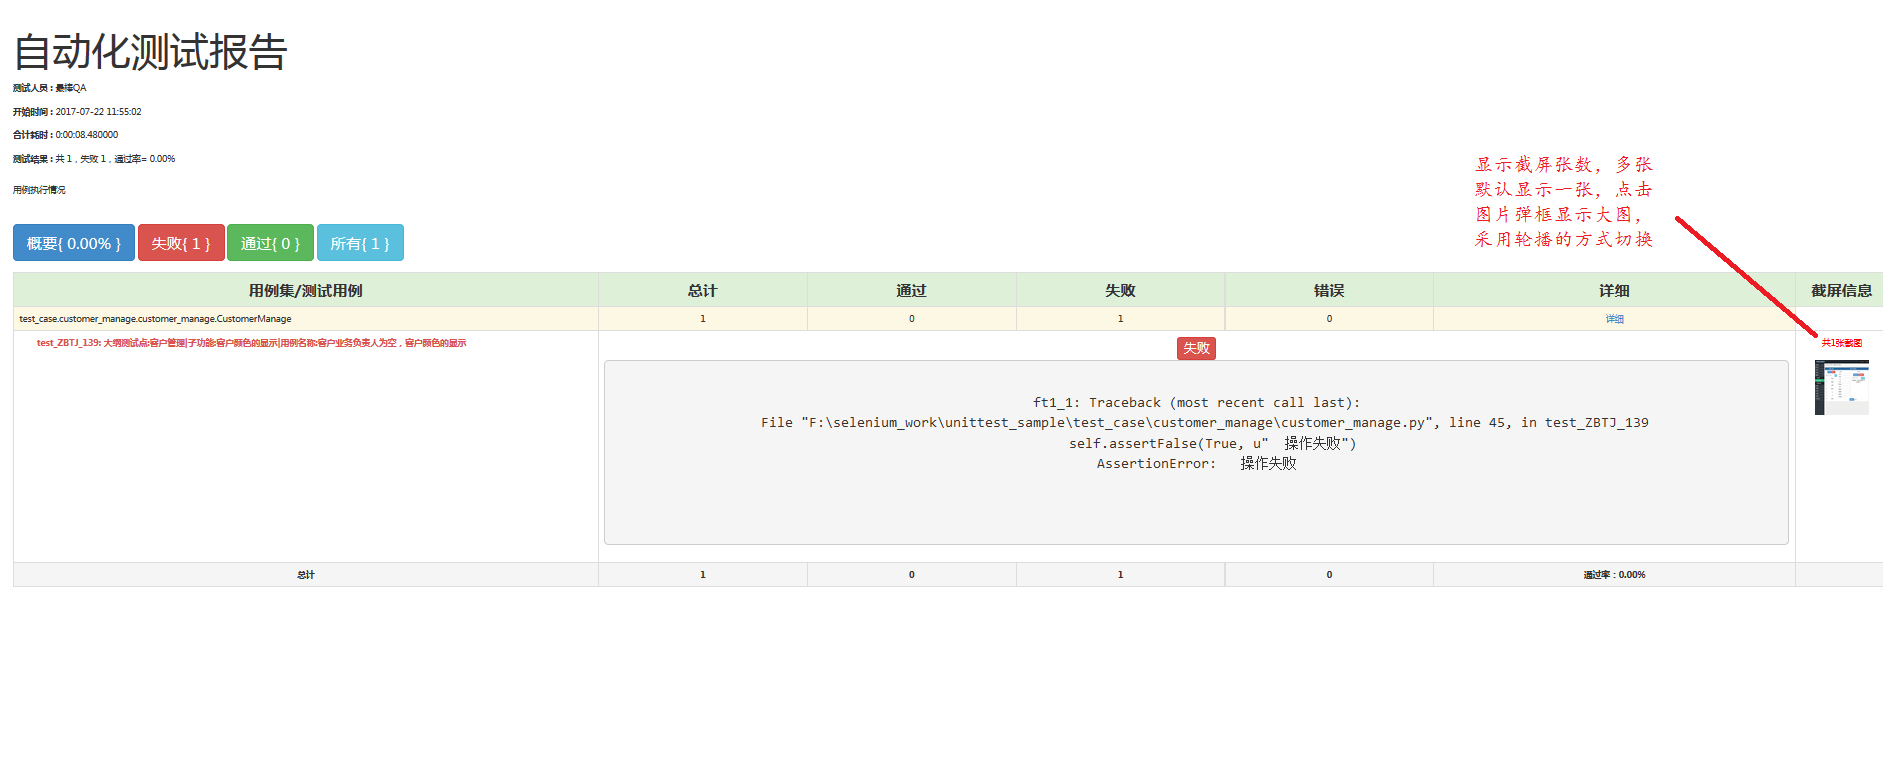 自动化测试报告
测试人员 : 最棒QA
开始时间 : 2017-07-22 11:55:02
合计耗时 : 0:00:08.480000
测试结果 : 共 1，失败 1，通过率= 0.00%
用例执行情况
显示截屏张数，多张
默认显示一张，点击
图片弹框显示大图，
采用轮播的方式切换
概要{ 0.00% } 失败{ 1 } 通过{ 0 } 所有{ 1 }
用例集/测试用例 总计 通过 失败 错误 详细 截屏信息
test_case.customer_manage.customer_manage.CustomerManage 1 0 1 0 详细
test_ZBTJ_139: 大纲测试点:客户管理|子功能:客户颜色的显示|用例名称:客户业务负责人为空，客户颜色的显示 失败 共1张截图
ft1_1: Traceback (most recent call last):
File "F:\selenium_work\unittest_sample\test_case\customer_manage\customer_manage.py", line 45, in test_ZBTJ_139
self.assertFalse(True, u" 操作失败")
AssertionError: 操作失败
总计 1 0 1 0 通过率 : 0.00%